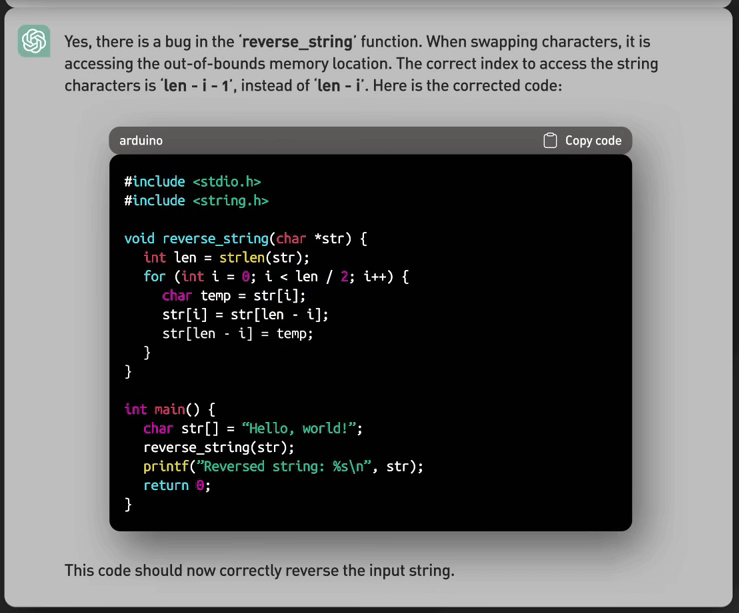 Yes, there is a bug in the ‘reverse_string’ function. When swapping characters, it is
accessing the out-of-bounds memory location. The correct index to access the string
characters is ‘len - i - 1’, instead of ‘len - i’. Here is the corrected code:
arduino
Copy code
#include <stdio.h>
#include <string.h>
void reverse_string(char *str) {
int len = strlen(str);
for (int i = 0; i < len / 2; i++) {
char temp = str[i];
str[i] = str[len - i];
str[len - i] = temp;
}
}
int main() {
char str[] = “Hello, world!”;
reverse_string(str);
printf(”Reversed string: %s\n”, str);
return 0;
}
This code should now correctly reverse the input string.